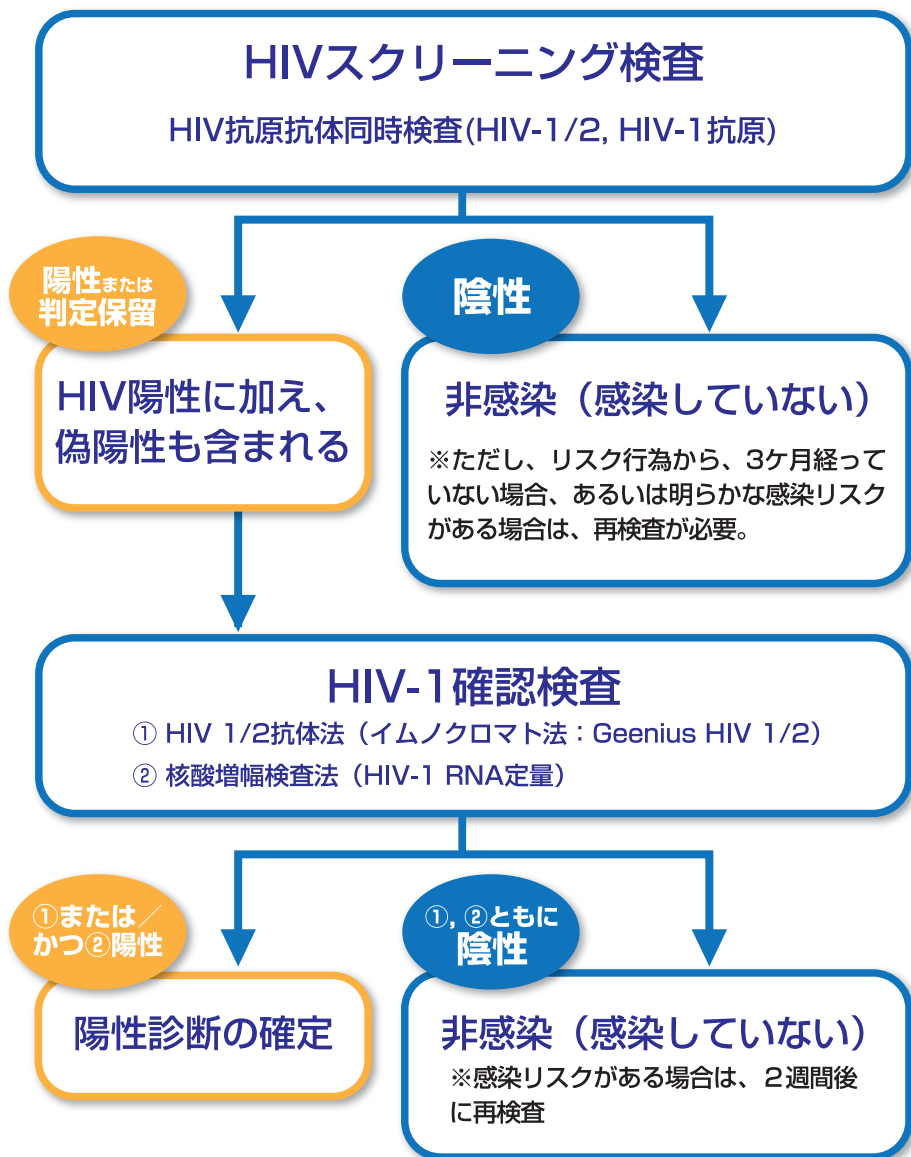 HIVスクリーニング検査
HIV抗原抗体同時検査(HIV-1/2, HIV-1抗原)
陽性または
判定保留
HIV陽性に加え、
偽陽性も含まれる
陰性
非感染（感染していない）
※ただし、リスク行為から、3ケ月経って
いない場合、あるいは明らかな感染リスク
がある場合は、再検査が必要。
HIV-1確認検査
① HIV 1/2抗体法（イムノクロマト法：Geenius HIV 1/2）
② 核酸増幅検査法（HIV-1 RNA定量）
①または／
かつ②陽性
陽性診断の確定
①, ②ともに
陰性
非感染（感染していない）
※感染リスクがある場合は、２週間後
に再検査